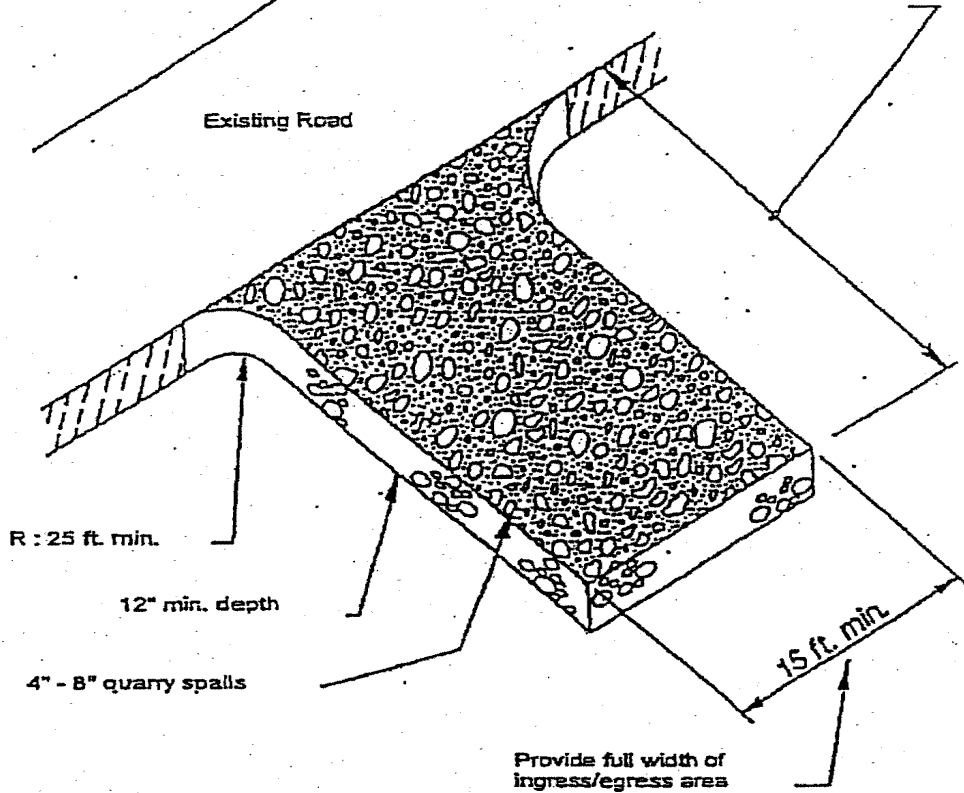 Existing Road
R : 25 ft. min.
12" min. depth
4" - 8" quarry spalls
15 ft. min.
Provide full width of
ingress/egress area